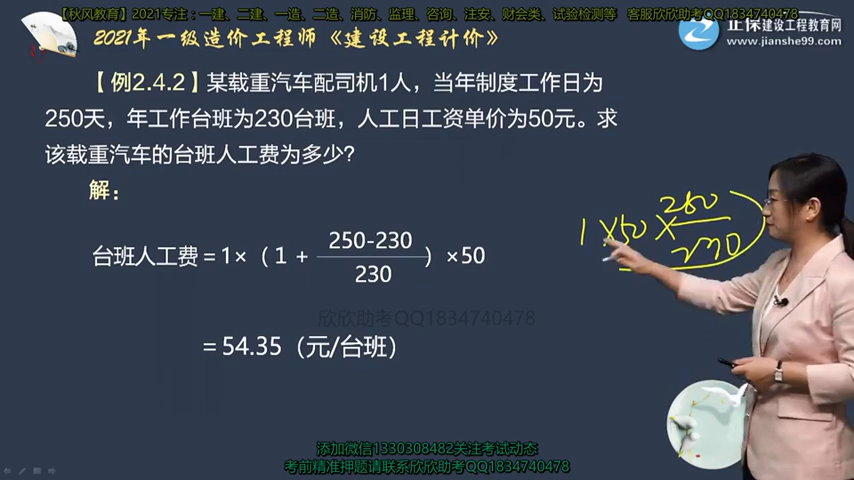 【秋风教育】2021专注：一建、二建、一造、二造、消防、监理、咨询、注安、财会类、试验检测等 客服欣欣助考QQ1834740478
2021年一级造价工程师《建设工程计价》
正保建设工程教育网
www.jianshe99.com
【例2.4.2】某载重汽车配司机1人，当年制度工作日为
250天，年工作台班为230台班，人工日工资单价为50元。求
该载重汽车的台班人工费为多少？
解：
1×50×250/230
台班人工费＝1×（1＋250-230/230）×50
欣欣助考QQ1834740478
＝54.35（元/台班）
添加微信1330308482关注考试动态
考前精准押题请联系欣欣助考QQ1834740478